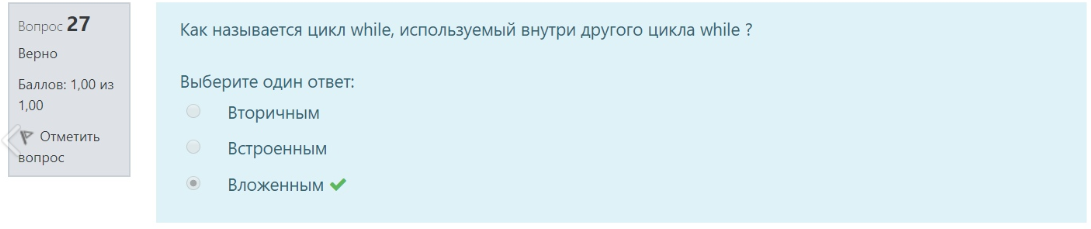 Вопрос 27
Верно
Баллов: 1,00 из
1,00
Отметить
вопрос
Как называется цикл while, используемый внутри другого цикла while ?
Выберите один ответ:
Вторичным
Встроенным
Вложенным